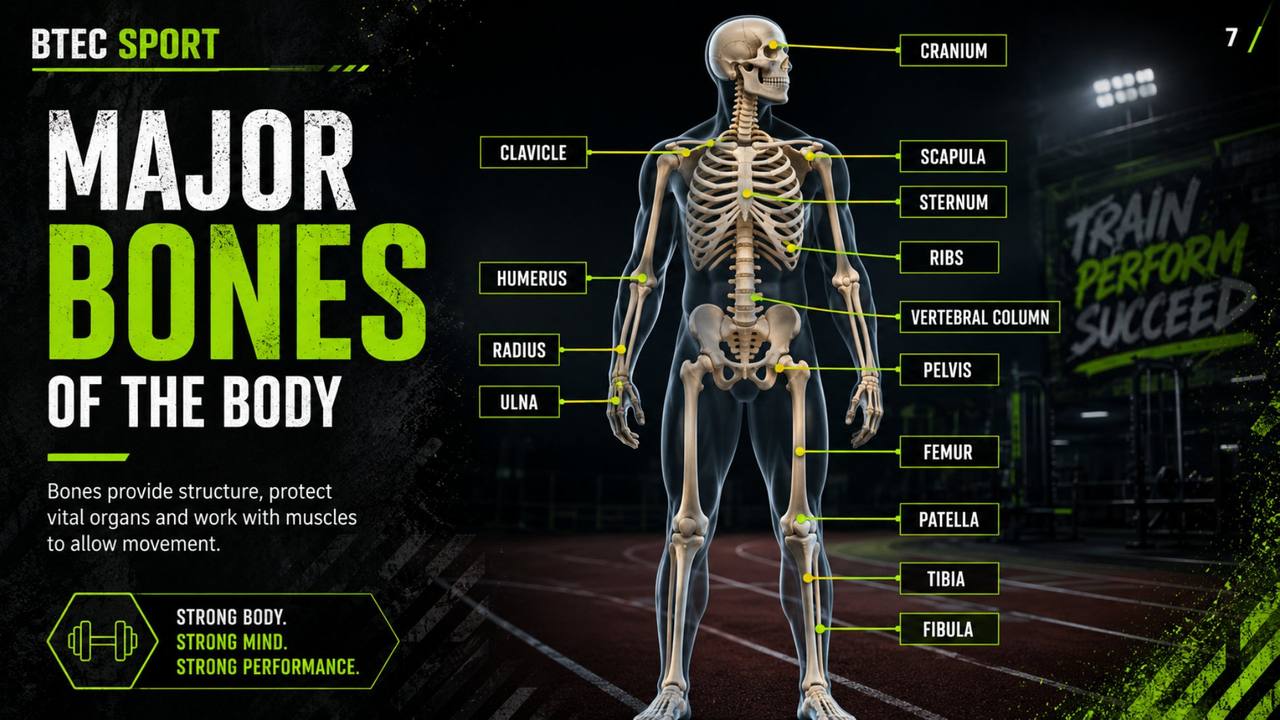 BTEC SPORT
7 /
MAJOR
BONES
OF THE BODY
Bones provide structure, protect
vital organs and work with muscles
to allow movement.
STRONG BODY.
STRONG MIND.
STRONG PERFORMANCE.
CLAVICLE
HUMERUS
RADIUS
ULNA
CRANIUM
SCAPULA
STERNUM
RIBS
VERTEBRAL COLUMN
PELVIS
FEMUR
PATELLA
TIBIA
FIBULA
TRAIN
PERFORM
SUCCEED